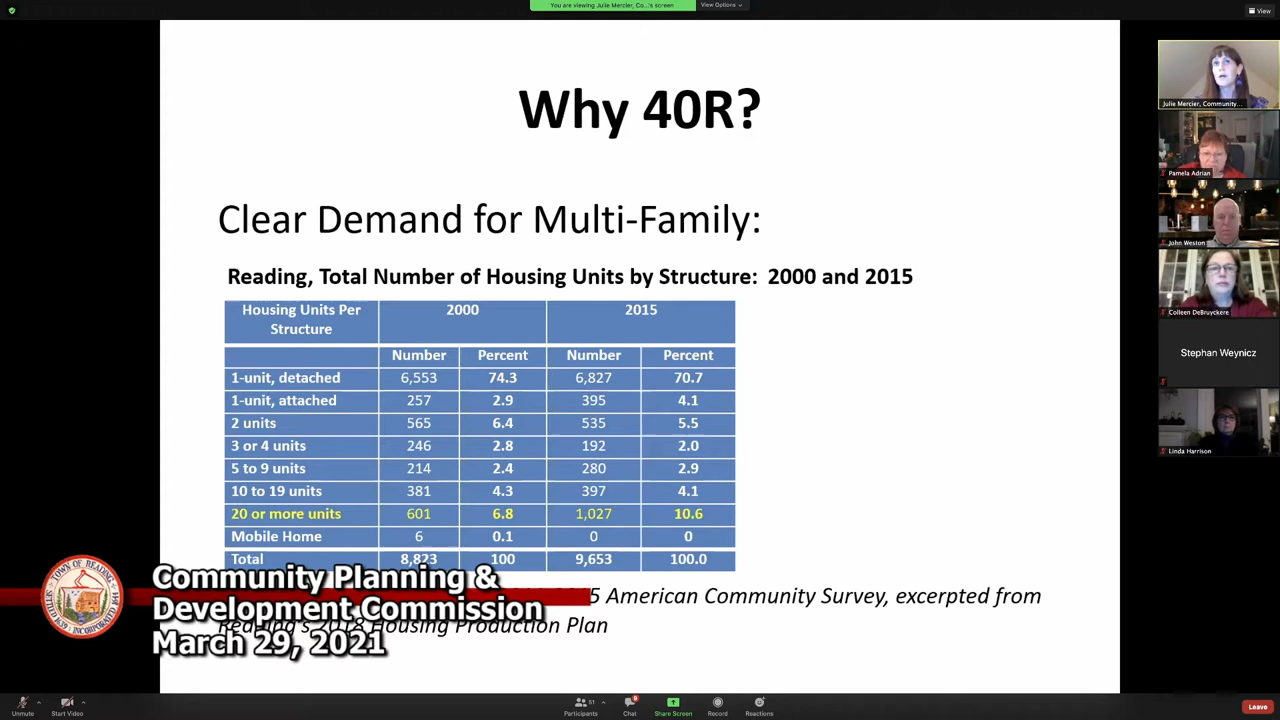 You are viewing Julie Mercier, Co...'s screen
View Options
View
Why 40R?
Clear Demand for Multi-Family:
Reading, Total Number of Housing Units by Structure: 2000 and 2015
Housing Units Per Structure 2000 2015
Number Percent Number Percent
1-unit, detached 6,553 74.3 6,827 70.7
1-unit, attached 257 2.9 395 4.1
2 units 565 6.4 535 5.5
3 or 4 units 246 2.8 192 2.0
5 to 9 units 214 2.4 280 2.9
10 to 19 units 381 4.3 397 4.1
20 or more units 601 6.8 1,027 10.6
Mobile Home 6 0.1 0 0
Total 8,823 100 9,653 100.0
5 American Community Survey, excerpted from
Reading's 2018 Housing Production Plan
TOWN OF READING
SETTLED 1639
INCORPORATED
Community Planning &
Development Commission
March 29, 2021
Julie Mercier, Community...
Pamela Adrian
John Weston
Colleen DeBruyckere
Stephan Weynicz
Linda Harrison
Unmute
Start Video
Participants
51
Chat
Share Screen
Record
Reactions
Leave